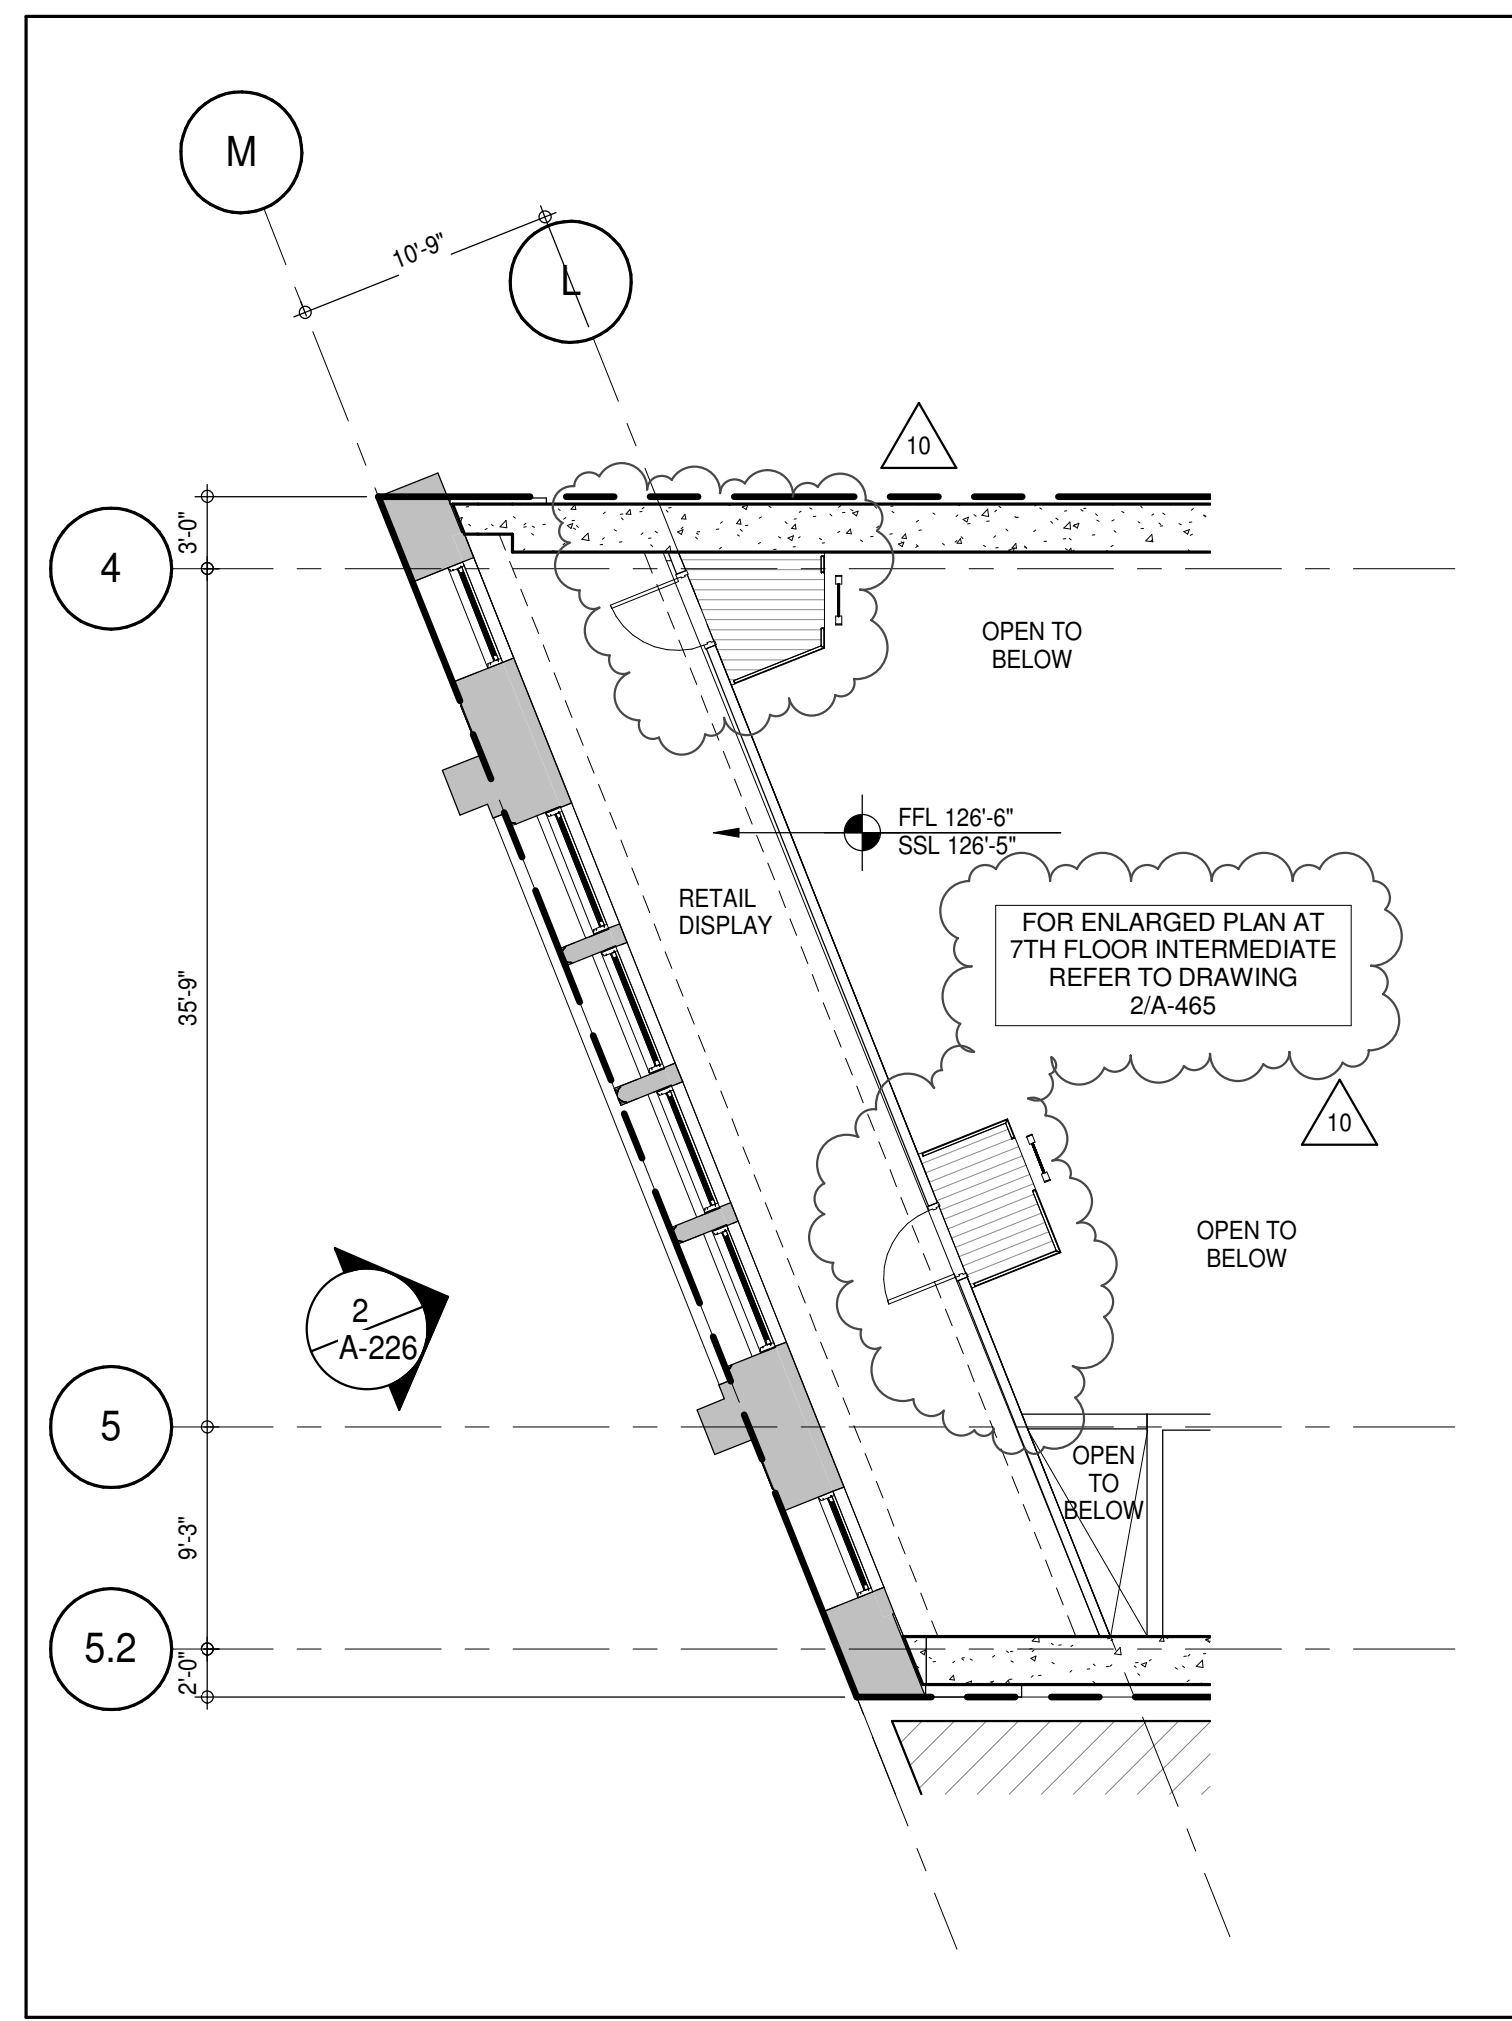 M
10'-9"
L
10
3'-0"
4
OPEN TO
BELOW
FFL 126'-6"
SSL 126'-5"
RETAIL
DISPLAY
FOR ENLARGED PLAN AT
7TH FLOOR INTERMEDIATE
REFER TO DRAWING
2/A-465
35'-9"
10
OPEN TO
BELOW
2
A-226
5
OPEN
TO
BELOW
9'-3"
5.2
2'-0"